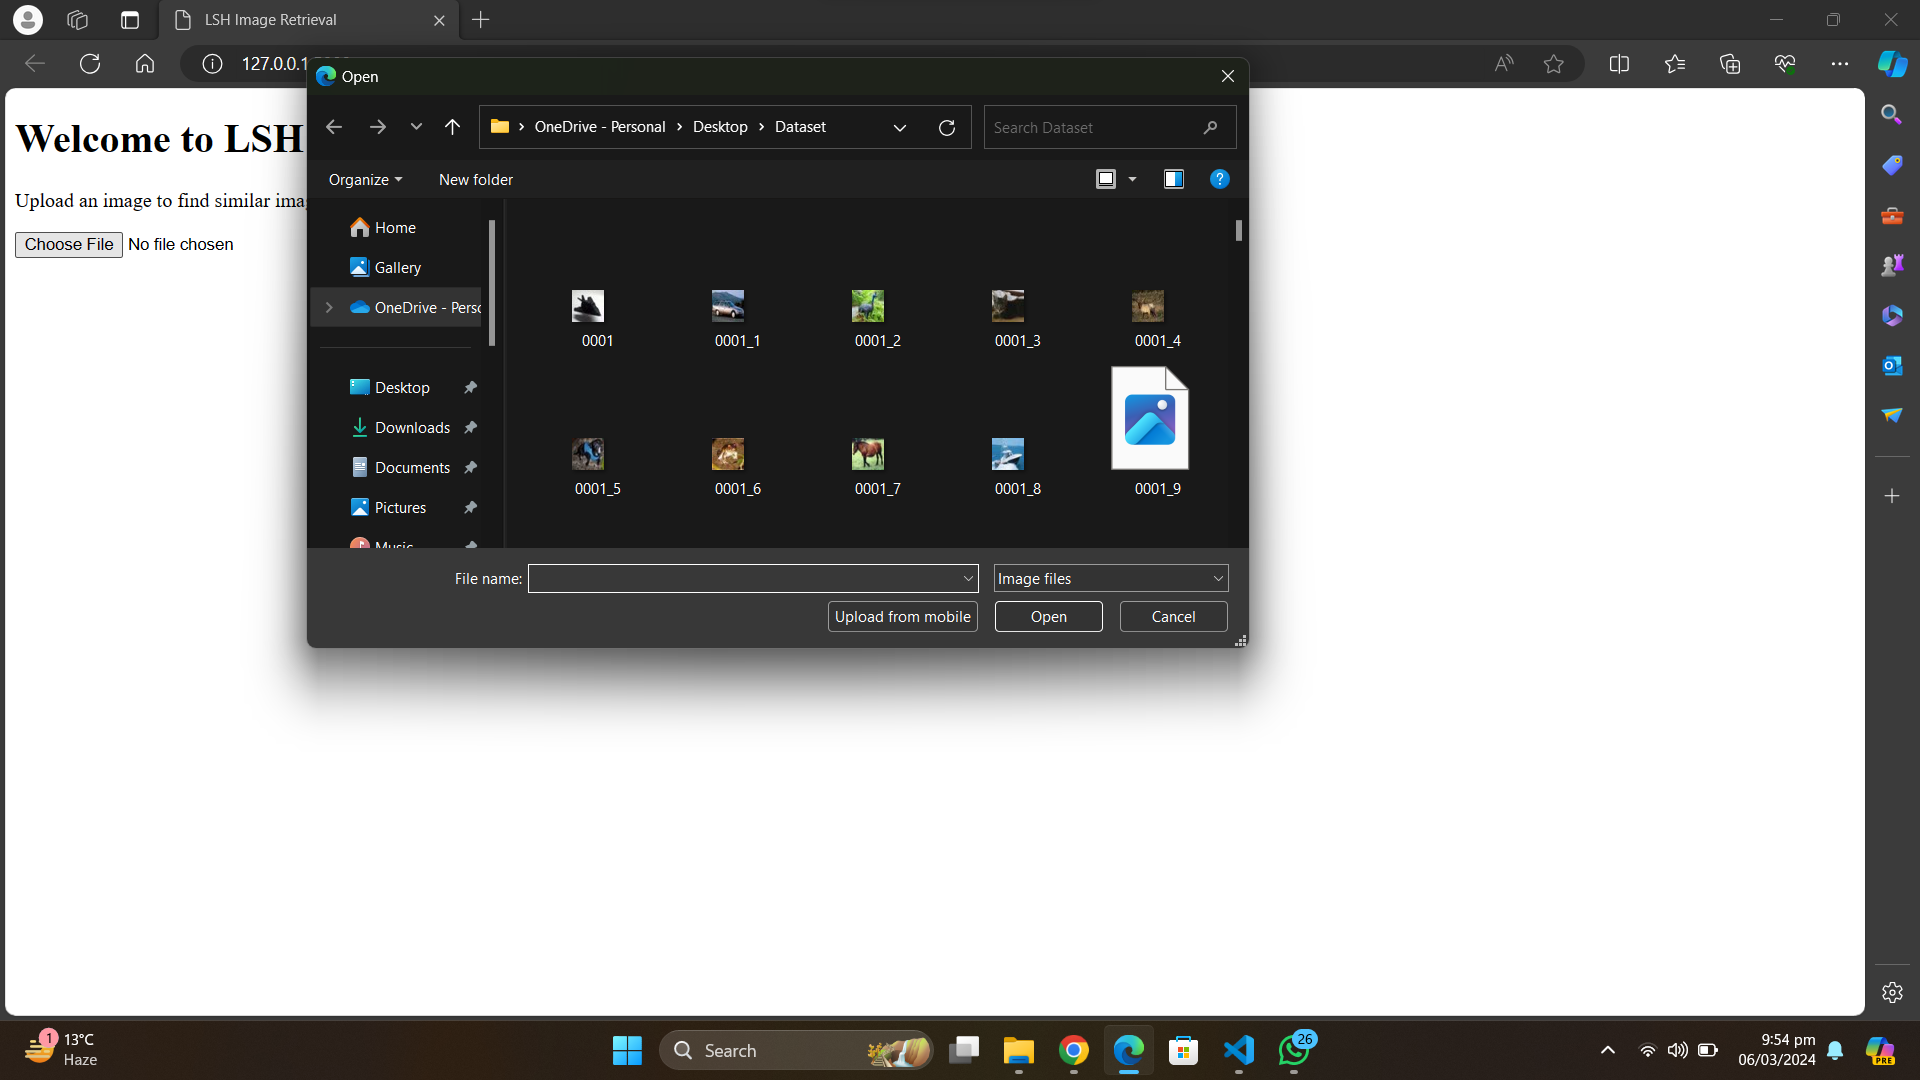 LSH Image Retrieval
127.0.0.1
Open
OneDrive - Personal
Desktop
Dataset
Search Dataset
Organize
New folder
Welcome to LSH
Upload an image to find similar
Choose File
No file chosen
Home
Gallery
OneDrive - Perso
Desktop
Downloads
Documents
Pictures
Music
0001
0001_1
0001_2
0001_3
0001_4
0001_5
0001_6
0001_7
0001_8
0001_9
File name:
Image files
Upload from mobile
Open
Cancel
1
13°C
Haze
Search
26
9:54 pm
06/03/2024
PRE